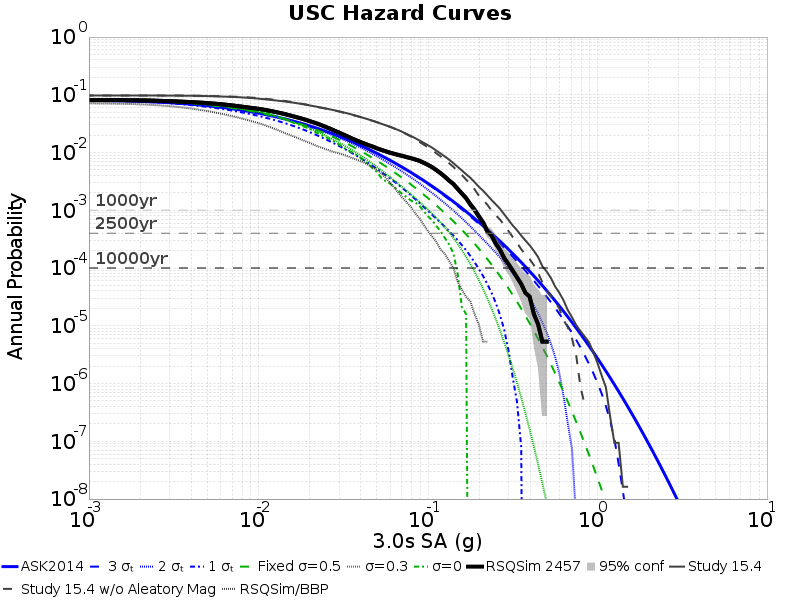 USC Hazard Curves
Annual Probability
10⁰
10⁻¹
10⁻²
10⁻³
10⁻⁴
10⁻⁵
10⁻⁶
10⁻⁷
10⁻⁸
1000yr
2500yr
10000yr
10⁻³ 10⁻² 10⁻¹ 10⁰ 10¹
3.0s SA (g)
ASK2014 3 σₜ 2 σₜ 1 σₜ Fixed σ=0.5 σ=0.3 σ=0 RSQSim 2457 95% conf Study 15.4
Study 15.4 w/o Aleatory Mag RSQSim/BBP